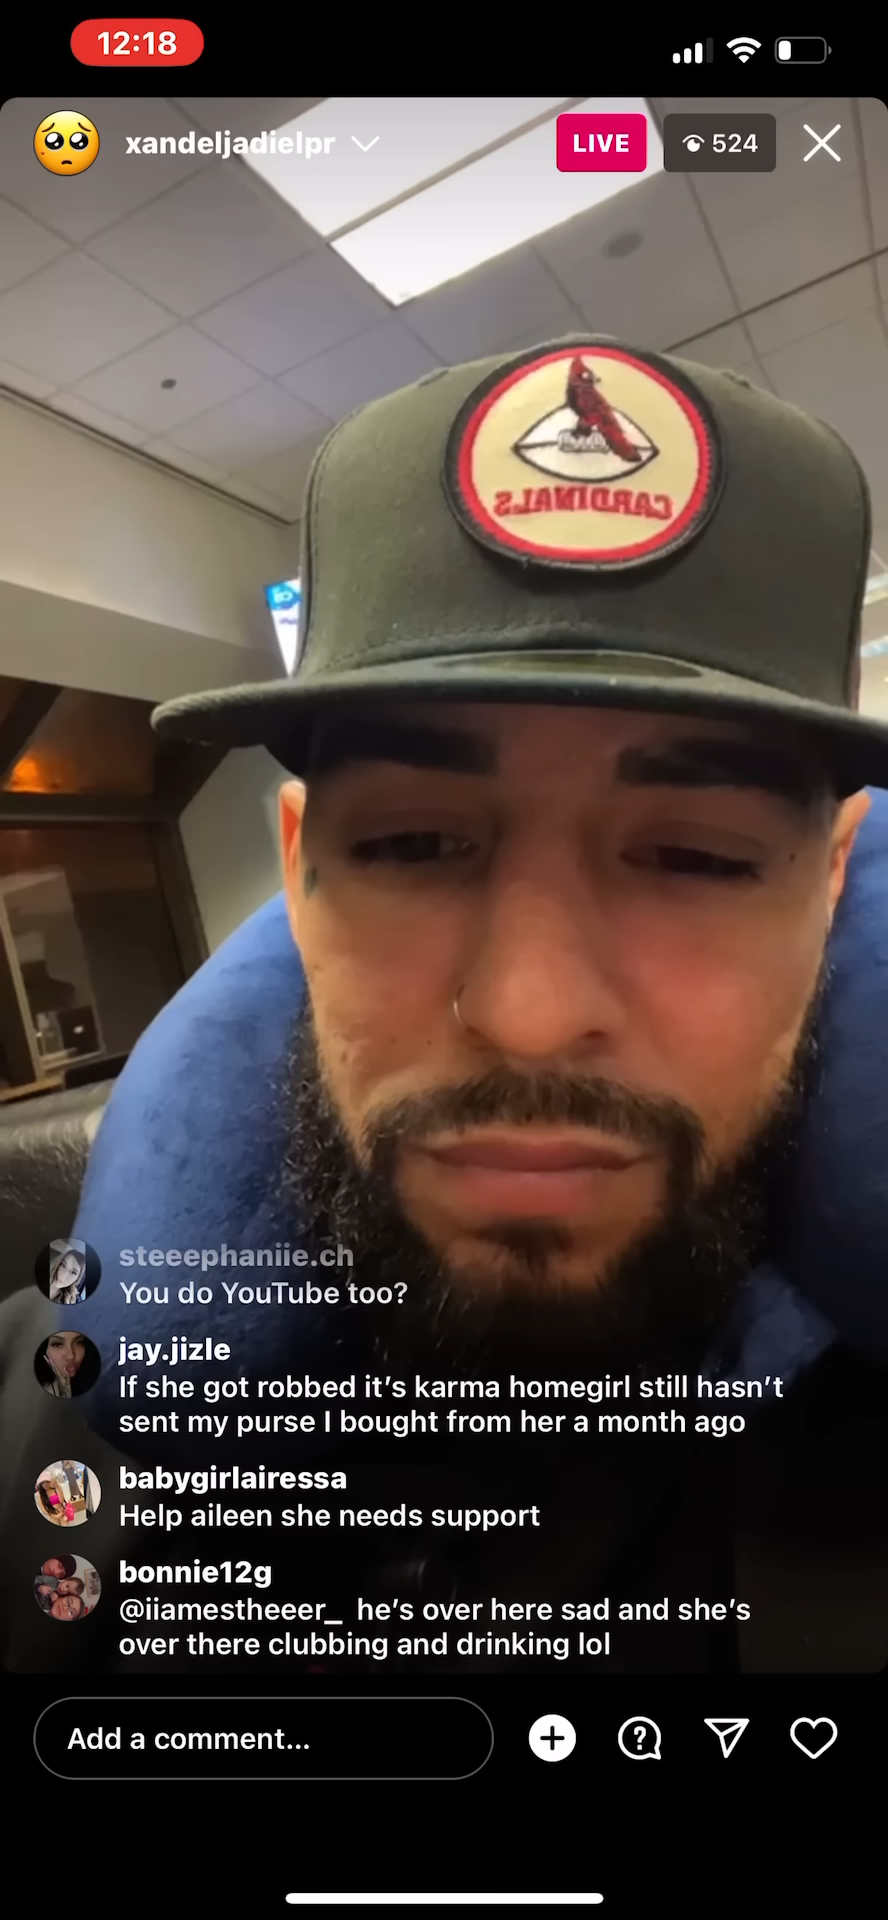 12:18
xandeljadielpr
LIVE
524
CARDINALS
steeephaniie.ch
You do YouTube too?
jay.jizle
If she got robbed it's karma homegirl still hasn't
sent my purse I bought from her a month ago
babygirlairessa
Help aileen she needs support
bonnie12g
@iiamestheeer_ he's over here sad and she's
over there clubbing and drinking lol
Add a comment...